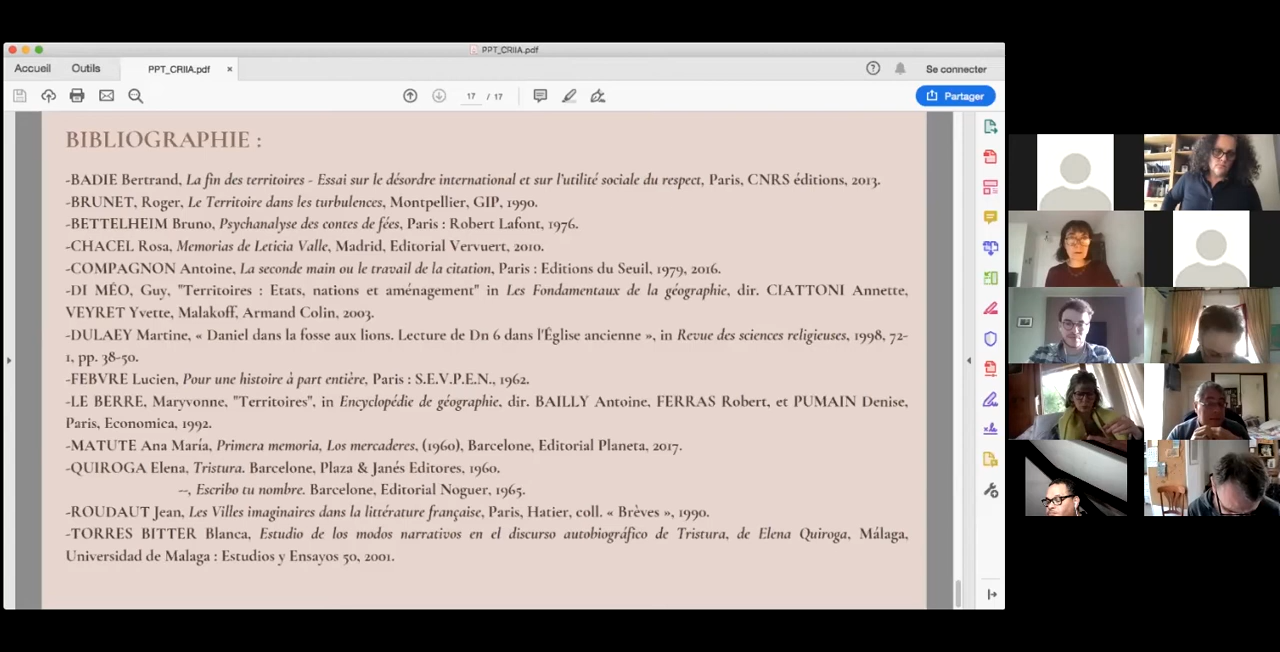 PPT_CRIIA.pdf
Accueil Outils PPT_CRIIA.pdf × Se connecter
17 / 17 Partager
BIBLIOGRAPHIE :
-BADIE Bertrand, La fin des territoires - Essai sur le désordre international et sur l'utilité sociale du respect, Paris, CNRS éditions, 2013.
-BRUNET, Roger, Le Territoire dans les turbulences, Montpellier, GIP, 1990.
-BETTELHEIM Bruno, Psychanalyse des contes de fées, Paris : Robert Lafont, 1976.
-CHACEL Rosa, Memorias de Leticia Valle, Madrid, Editorial Vervuert, 2010.
-COMPAGNON Antoine, La seconde main ou le travail de la citation, Paris : Editions du Seuil, 1979, 2016.
-DI MÉO, Guy, "Territoires : Etats, nations et aménagement" in Les Fondamentaux de la géographie, dir. CIATTONI Annette,
VEYRET Yvette, Malakoff, Armand Colin, 2003.
-DULAEY Martine, « Daniel dans la fosse aux lions. Lecture de Dn 6 dans l'Église ancienne », in Revue des sciences religieuses, 1998, 72-
1, pp. 38-50.
-FEBVRE Lucien, Pour une histoire à part entière, Paris : S.E.V.P.E.N., 1962.
-LE BERRE, Maryvonne, "Territoires", in Encyclopédie de géographie, dir. BAILLY Antoine, FERRAS Robert, et PUMAIN Denise,
Paris, Economica, 1992.
-MATUTE Ana María, Primera memoria, Los mercaderes, (1960), Barcelone, Editorial Planeta, 2017.
-QUIROGA Elena, Tristura. Barcelone, Plaza & Janés Editores, 1960.
--, Escribo tu nombre. Barcelone, Editorial Noguer, 1965.
-ROUDAUT Jean, Les Villes imaginaires dans la littérature française, Paris, Hatier, coll. « Brèves », 1990.
-TORRES BITTER Blanca, Estudio de los modos narrativos en el discurso autobiográfico de Tristura, de Elena Quiroga, Málaga,
Universidad de Malaga : Estudios y Ensayos 50, 2001.